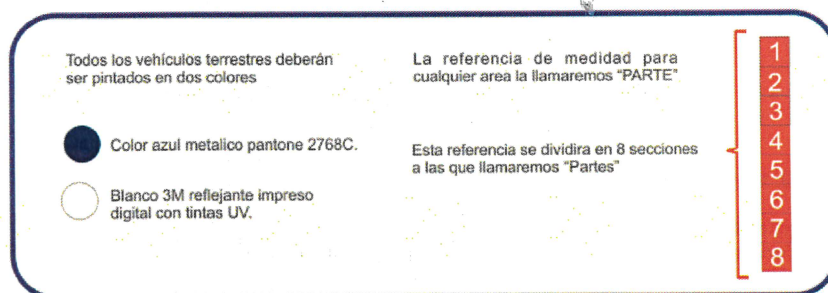 Todos los vehículos terrestres deberán
ser pintados en dos colores
Color azul metalico pantone 2768C.
Blanco 3M reflejante impreso
digital con tintas UV.
La referencia de medidad para
cualquier area la llamaremos “PARTE”
Esta referencia se dividira en 8 secciones
a las que llamaremos “Partes”
1
2
3
4
5
6
7
8